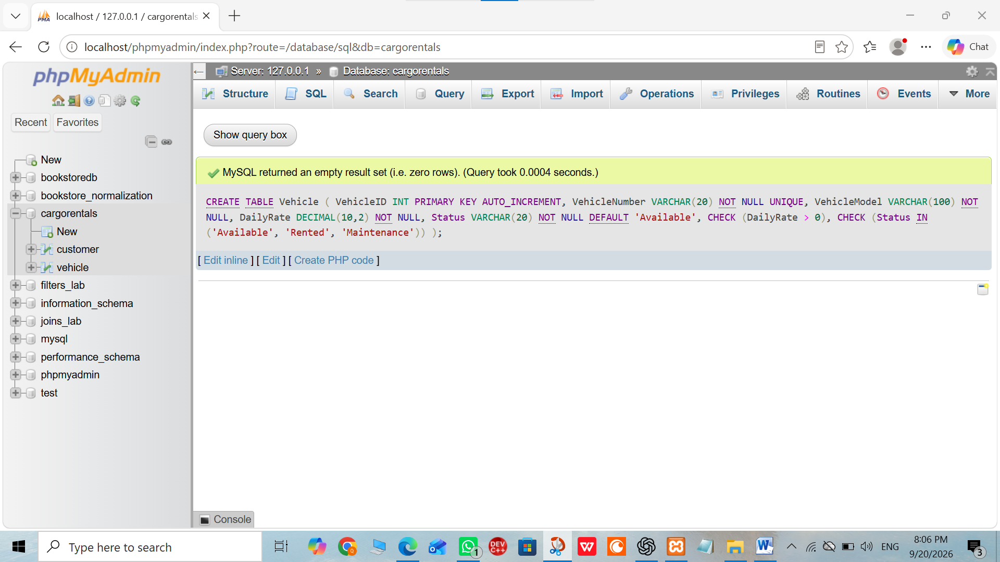 localhost / 127.0.0.1 / cargorentals
localhost/phpmyadmin/index.php?route=/database/sql&db=cargorentals
Chat
phpMyAdmin
Recent
Favorites
New
bookstoredb
bookstore_normalization
cargorentals
New
customer
vehicle
filters_lab
information_schema
joins_lab
mysql
performance_schema
phpmyadmin
test
Server: 127.0.0.1 » Database: cargorentals
Structure
SQL
Search
Query
Export
Import
Operations
Privileges
Routines
Events
More
Show query box
MySQL returned an empty result set (i.e. zero rows). (Query took 0.0004 seconds.)
CREATE TABLE Vehicle ( VehicleID INT PRIMARY KEY AUTO_INCREMENT, VehicleNumber VARCHAR(20) NOT NULL UNIQUE, VehicleModel VARCHAR(100) NOT
NULL, DailyRate DECIMAL(10,2) NOT NULL, Status VARCHAR(20) NOT NULL DEFAULT 'Available', CHECK (DailyRate > 0), CHECK (Status IN
('Available', 'Rented', 'Maintenance')) );
[ Edit inline ] [ Edit ] [ Create PHP code ]
Console
Type here to search
1
DEV
C++
W
W
ENG
8:06 PM
9/20/2026
3